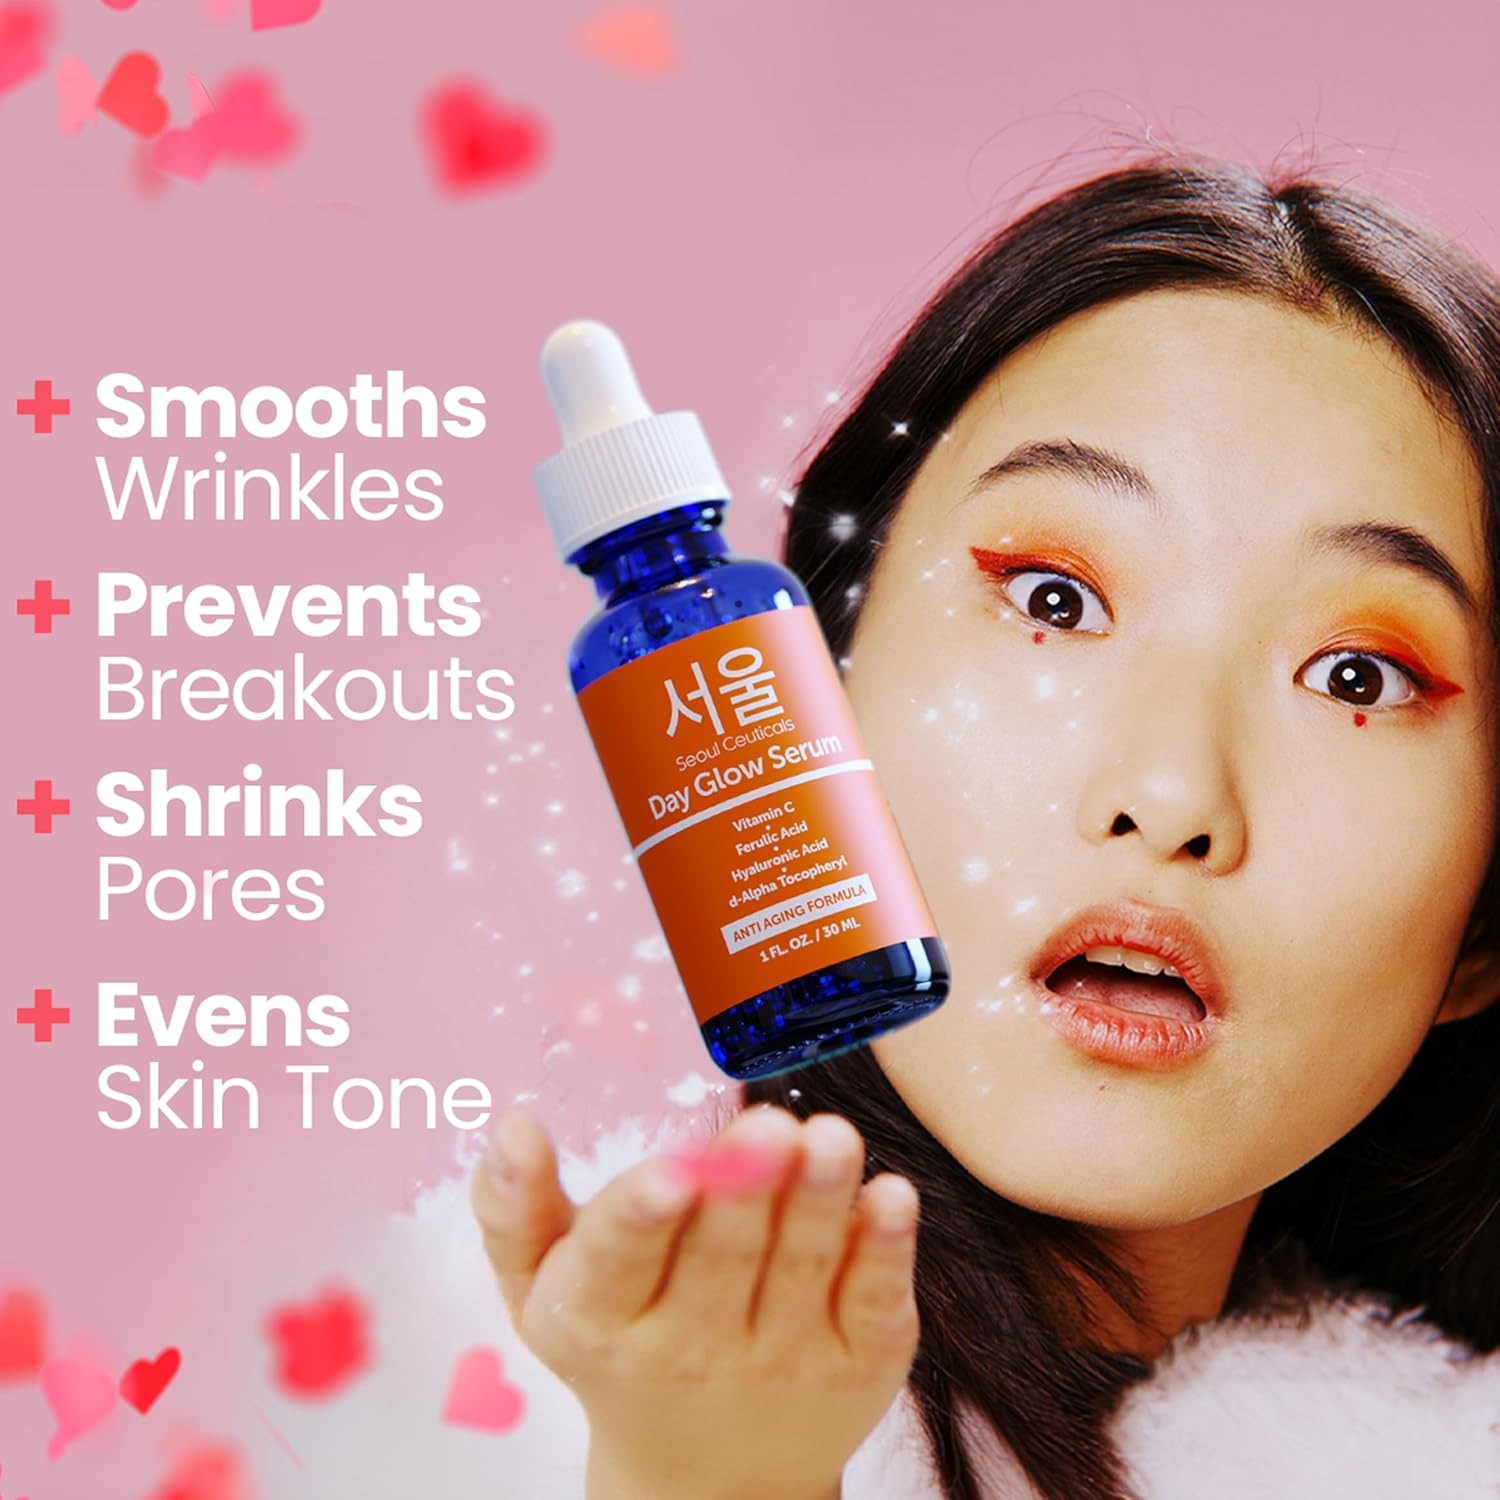 + Smooths
Wrinkles
+ Prevents
Breakouts
+ Shrinks
Pores
+ Evens
Skin Tone
서울
Seoul Ceuticals
Day Glow Serum
Vitamin C
•
Ferulic Acid
•
Hyaluronic Acid
•
d-Alpha Tocopheryl
ANTI AGING FORMULA
1 FL. OZ. / 30 ML